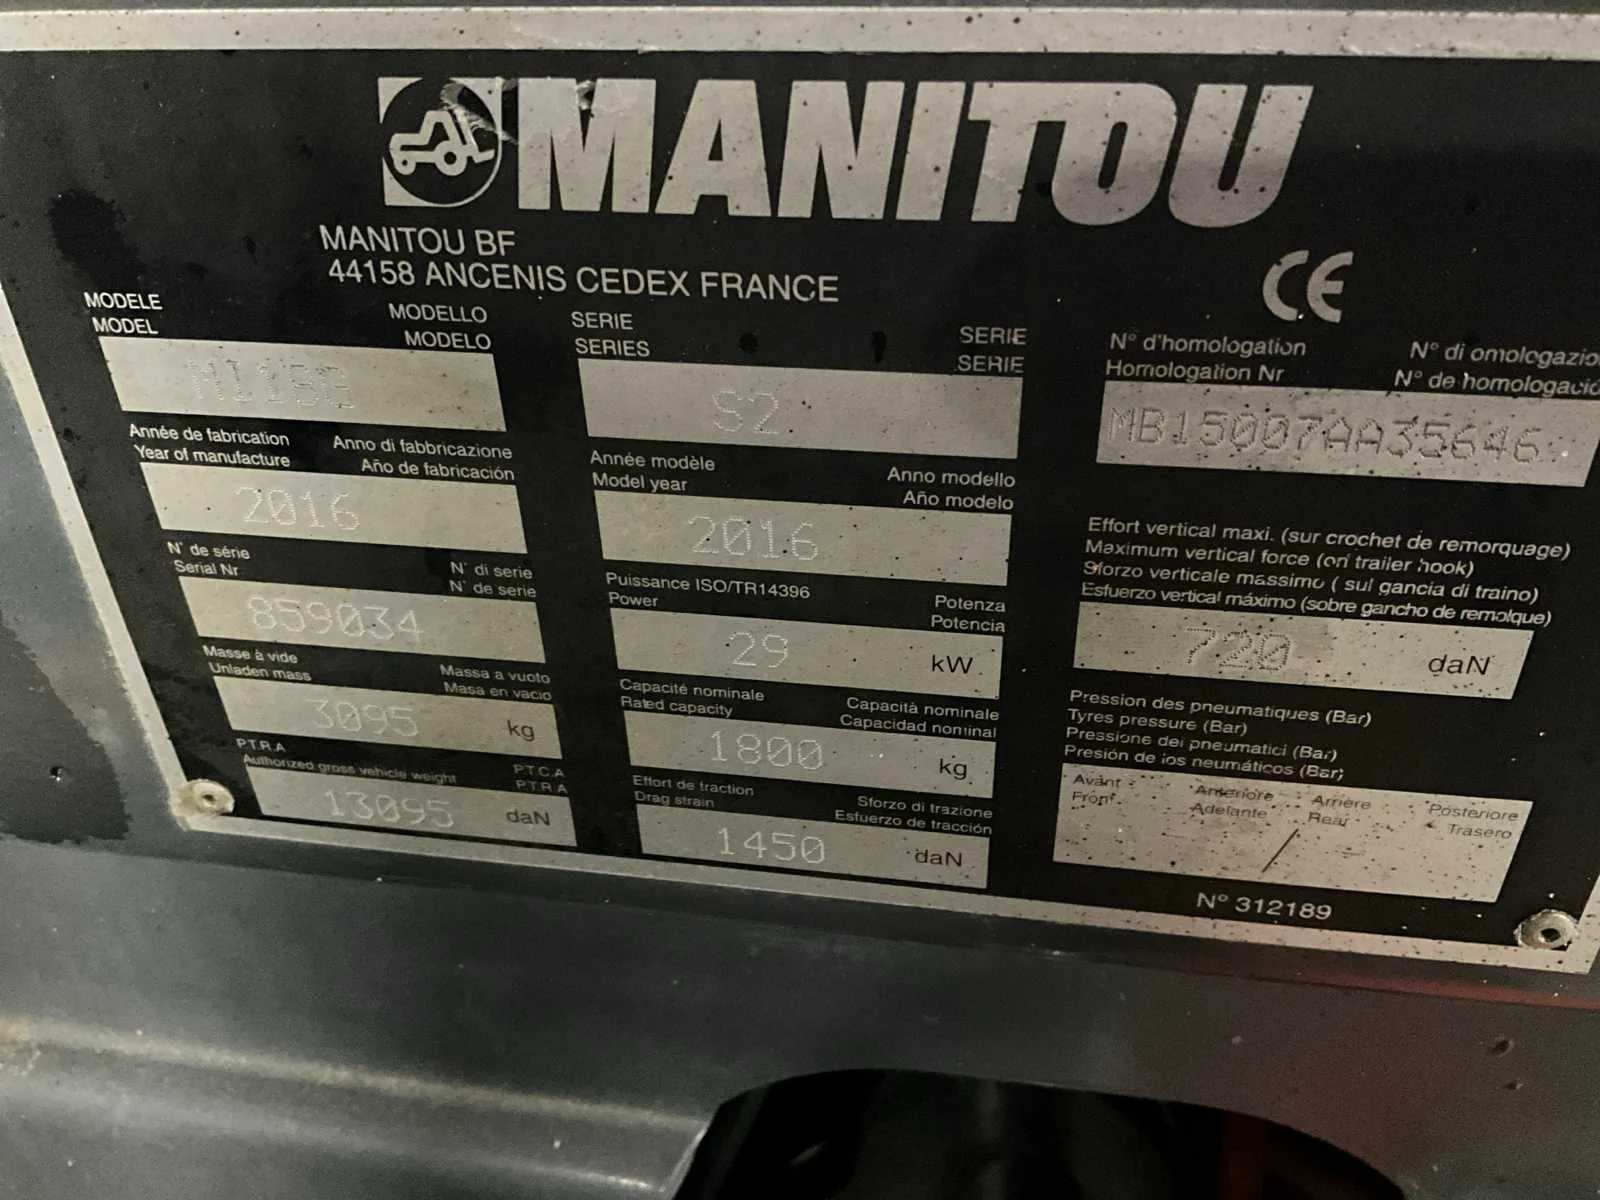 MANITOU
MANITOU BF
44158 ANCENIS CEDEX FRANCE
CE
MODELE MODELLO
MODEL MODELO
MI18G
SERIE SERIE
SERIES SERIE
S2
N° d'homologation N° di omologazio
Homologation Nr N° de homologació
MB15007AA35646
Année de fabrication Anno di fabbricazione
Year of manufacture Año de fabricación
2016
Année modèle Anno modello
Model year Año modelo
2016
Effort vertical maxi. (sur crochet de remorquage)
Maximum vertical force (on trailer hook)
Sforzo verticale massimo ( sul gancia di traino)
Esfuerzo vertical máximo (sobre gancho de remolque)
720 daN
N° de série N° di serie
Serial Nr N° de serie
859034
Puissance ISO/TR14396 Potenza
Power Potencia
29 kW
Masse à vide Massa a vuoto
Unladen mass Masa en vacio
3095 kg
Capacité nominale Capacità nominale
Rated capacity Capacidad nominal
1800 kg
Pression des pneumatiques (Bar)
Tyres pressure (Bar)
Pressione dei pneumatici (Bar)
Presión de los neumáticos (Bar)
Avant Anteriore Arrière Posteriore
Front Adelante Rear Trasero
/
P.T.R.A P.T.C.A
Authorized gross vehicle weight P.T.R.A
13095 daN
Effort de traction Sforzo di trazione
Drag strain Esfuerzo de tracción
1450 daN
N° 312189